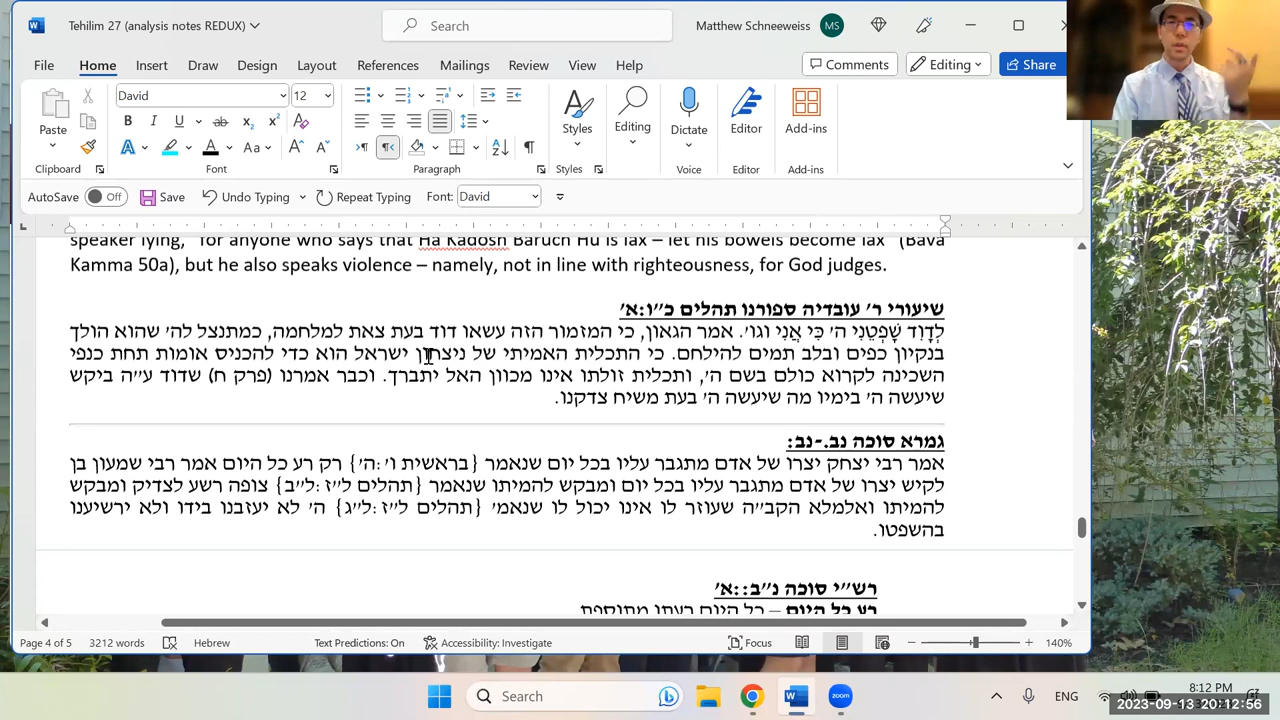 Tehilim 27 (analysis notes REDUX)
Search
Matthew Schneeweiss
MS
File
Home
Insert
Draw
Design
Layout
References
Mailings
Review
View
Help
Comments
Editing
Share
Paste
David
12
Styles
Editing
Dictate
Editor
Add-ins
Clipboard
Font
Paragraph
Styles
Voice
Editor
Add-ins
AutoSave
Off
Save
Undo Typing
Repeat Typing
Font:
David
speaker lying, "for anyone who says that Ha Kadosh Baruch Hu is lax – let his bowels become lax" (Bava
Kamma 50a), but he also speaks violence – namely, not in line with righteousness, for God judges.
שיעורי ר׳ עובדיה ספורנו תהלים כ״ו:א׳
לְדָוִד שָׁפְטֵנִי ה׳ כִּי אֲנִי וגו׳. אמר הגאון, כי המזמור הזה עשאו דוד בעת צאת למלחמה, כמתנצל לה׳ שהוא הולך
בנקיון כפים ובלב תמים להילחם. כי התכלית האמיתי של ניצחון ישראל הוא כדי להכניס אומות תחת כנפי
השכינה לקרוא כולם בשם ה׳, ותכלית זולתו אינו מכוון האל יתברך. וכבר אמרנו (פרק ח) שדוד ע״ה ביקש
שיעשה ה׳ בימיו מה שיעשה ה׳ בעת משיח צדקנו.
גמרא סוכה נב.-נב:
אמר רבי יצחק יצרו של אדם מתגבר עליו בכל יום שנאמר {בראשית ו׳:ה׳} רק רע כל היום אמר רבי שמעון בן
לקיש יצרו של אדם מתגבר עליו בכל יום ומבקש להמיתו שנאמר {תהלים ל״ז:ל״ב} צופה רשע לצדיק ומבקש
להמיתו ואלמלא הקב״ה שעוזר לו אינו יכול לו שנאמ׳ {תהלים ל״ז:ל״ג} ה׳ לא יעזבנו בידו ולא ירשיענו
בהשפטו.
רש״י סוכה נ״ב::א׳
רע כל היום – כל היום רעתו מתוספת
Page 4 of 5
3212 words
Hebrew
Text Predictions: On
Accessibility: Investigate
Focus
140%
Search
ENG
8:12 PM
2023-09-13 20:12:56